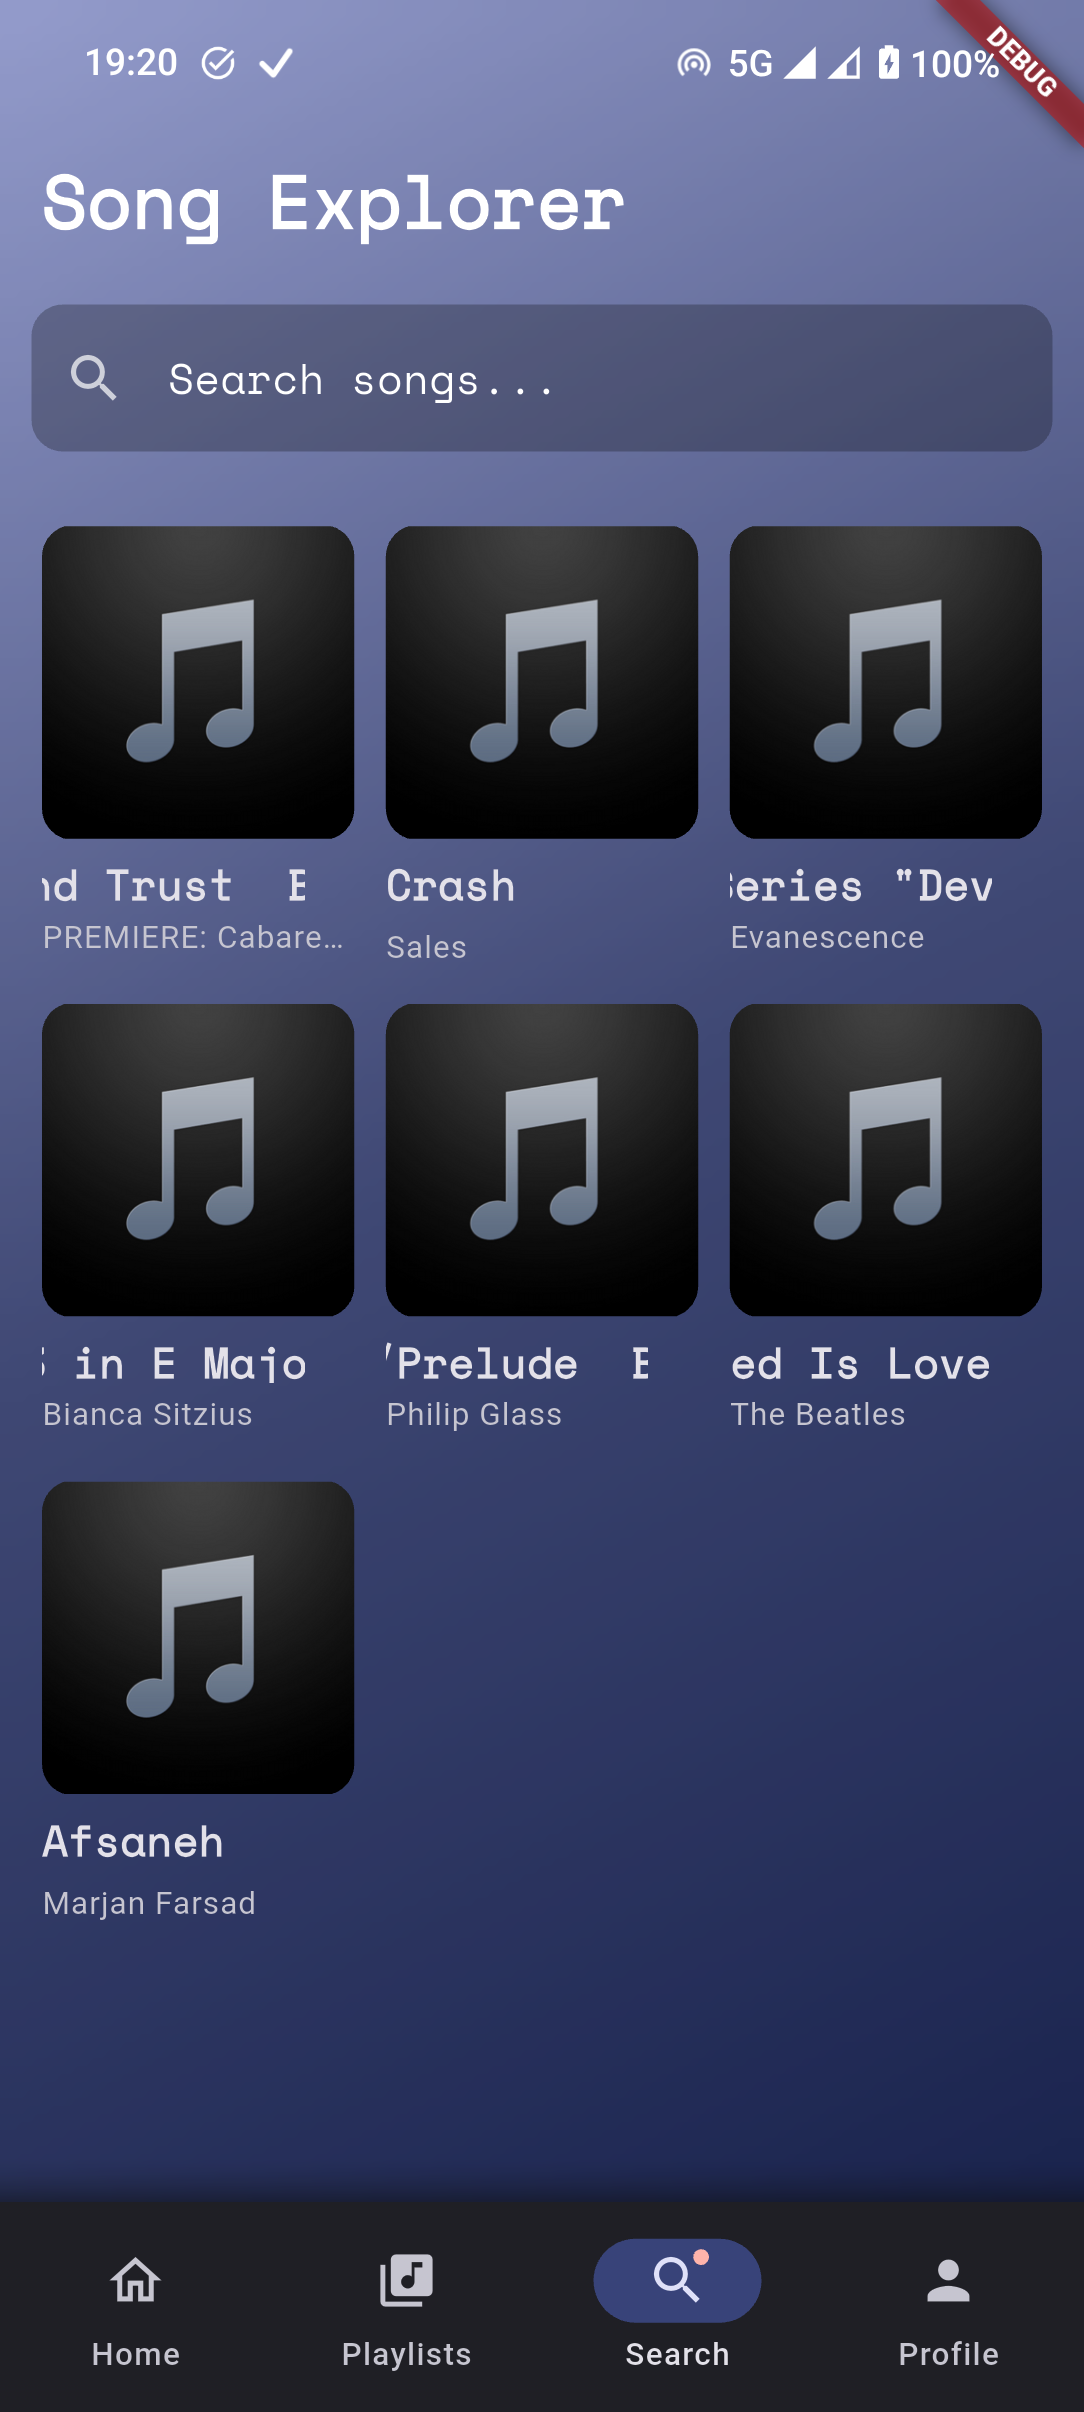 19:20 5G 100%
DEBUG
Song Explorer
Search songs...
nd Trust
Crash
eries "Dev
PREMIERE: Cabare…
Sales
Evanescence
in E Majo
/Prelude
ed Is Love
Bianca Sitzius
Philip Glass
The Beatles
Afsaneh
Marjan Farsad
Home
Playlists
Search
Profile